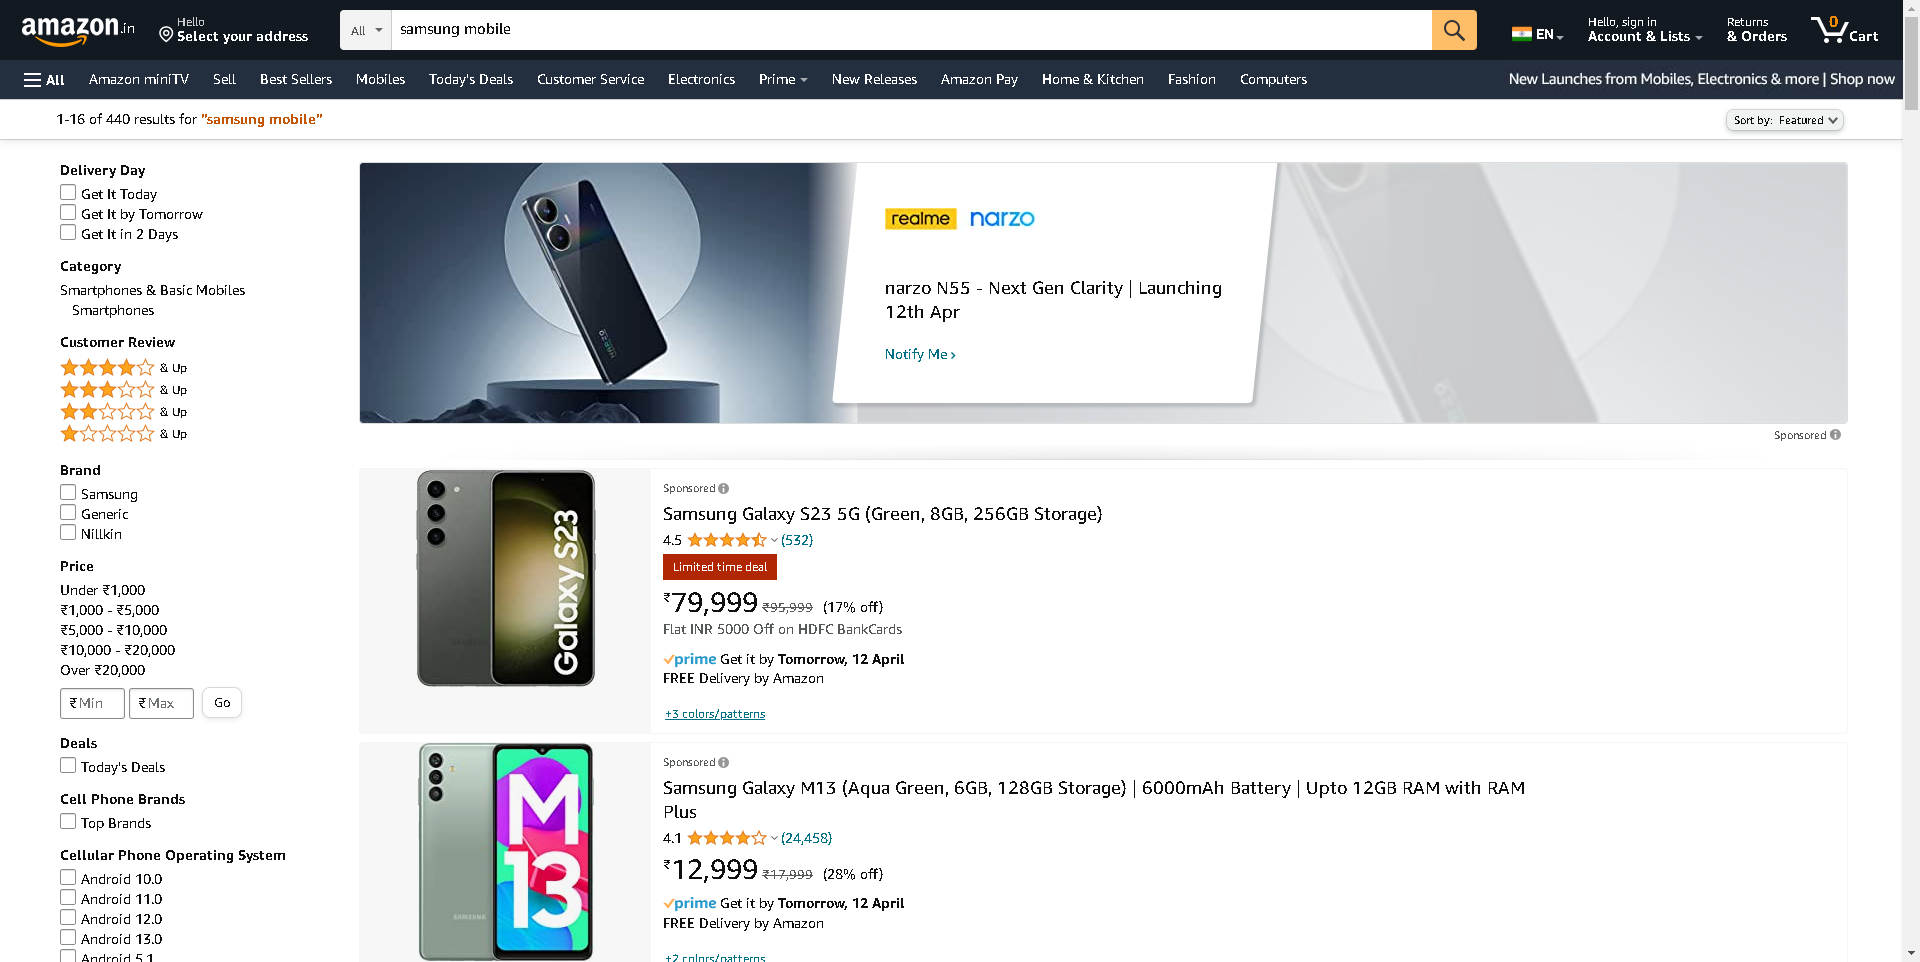 amazon.in
Hello
Select your address
All
samsung mobile
EN
Hello, sign in
Account & Lists
Returns
& Orders
0
Cart
All
Amazon miniTV
Sell
Best Sellers
Mobiles
Today's Deals
Customer Service
Electronics
Prime
New Releases
Amazon Pay
Home & Kitchen
Fashion
Computers
New Launches from Mobiles, Electronics & more | Shop now
1-16 of 440 results for "samsung mobile"
Sort by: Featured
Delivery Day
Get It Today
Get It by Tomorrow
Get It in 2 Days
Category
Smartphones & Basic Mobiles
Smartphones
Customer Review
& Up
& Up
& Up
& Up
Brand
Samsung
Generic
Nillkin
Price
Under ₹1,000
₹1,000 - ₹5,000
₹5,000 - ₹10,000
₹10,000 - ₹20,000
Over ₹20,000
₹ Min
₹ Max
Go
Deals
Today's Deals
Cell Phone Brands
Top Brands
Cellular Phone Operating System
Android 10.0
Android 11.0
Android 12.0
Android 13.0
Android 5.1
NARZO
realme narzo
narzo N55 - Next Gen Clarity | Launching
12th Apr
Notify Me ›
Sponsored
Galaxy S23
Sponsored
Samsung Galaxy S23 5G (Green, 8GB, 256GB Storage)
4.5 (532)
Limited time deal
₹79,999 ₹95,999 (17% off)
Flat INR 5000 Off on HDFC BankCards
prime Get it by Tomorrow, 12 April
FREE Delivery by Amazon
+3 colors/patterns
M
13
SAMSUNG
Sponsored
Samsung Galaxy M13 (Aqua Green, 6GB, 128GB Storage) | 6000mAh Battery | Upto 12GB RAM with RAM
Plus
4.1 (24,458)
₹12,999 ₹17,999 (28% off)
prime Get it by Tomorrow, 12 April
FREE Delivery by Amazon
+2 colors/patterns